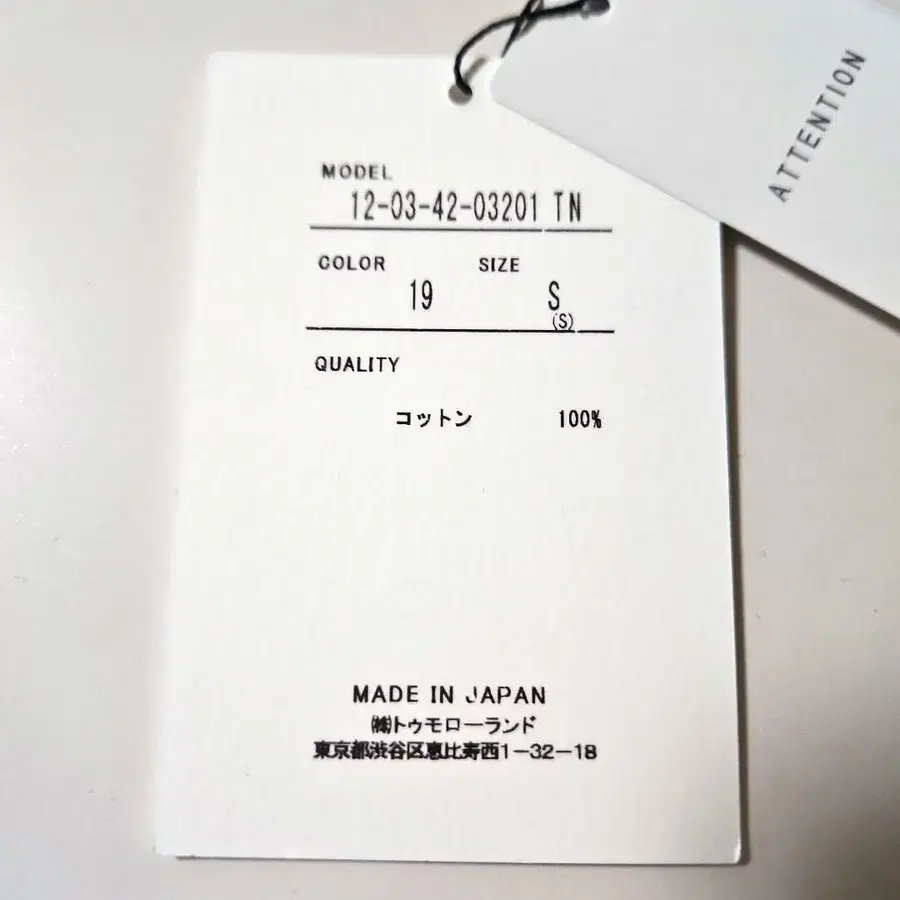 MODEL
12-03-42-03201 TN
COLOR SIZE
19 S
(S)
QUALITY
コットン 100%
MADE IN JAPAN
㈱トゥモローランド
東京都渋谷区恵比寿西1−32−18
ATTENTION